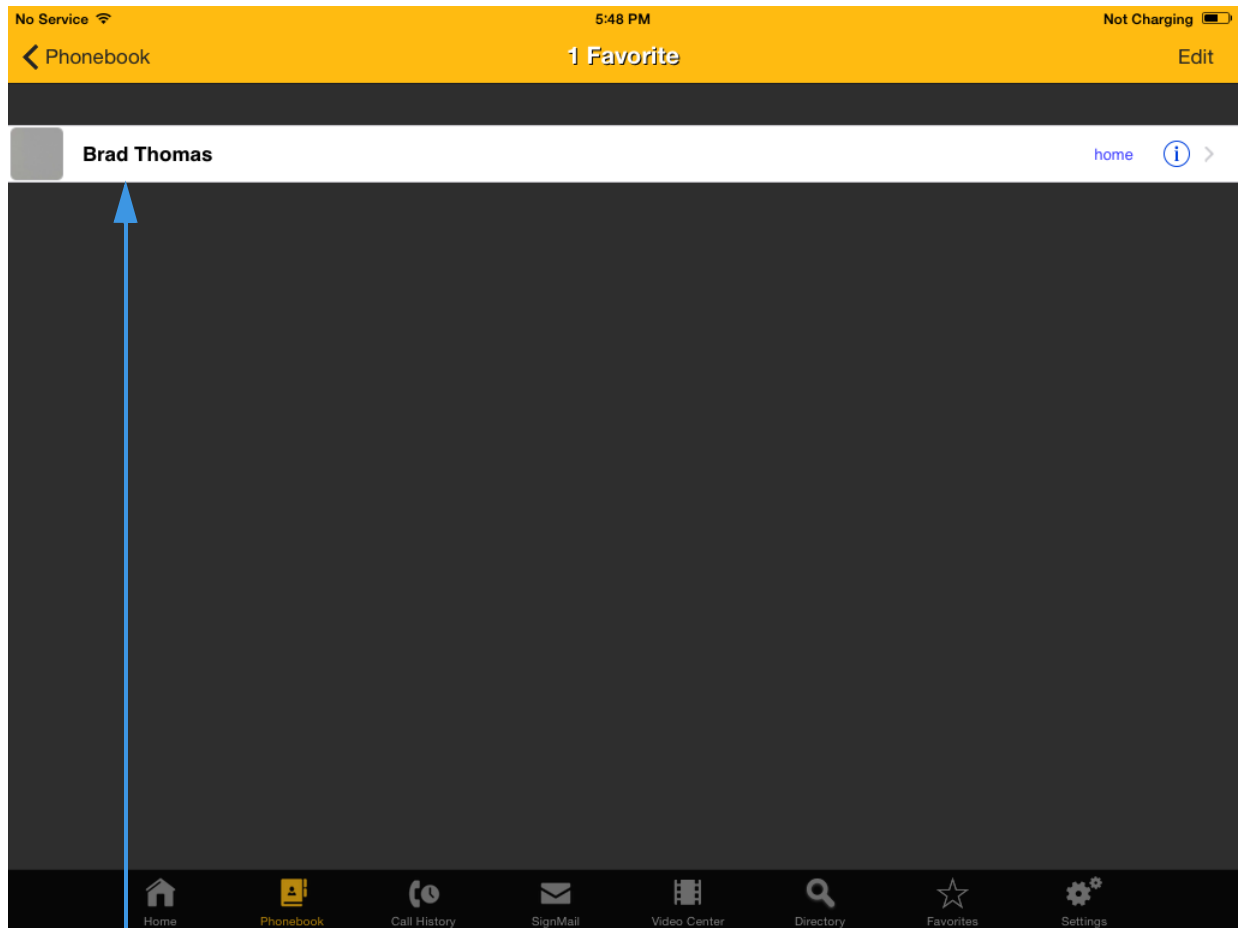 No Service 5:48 PM Not Charging
Phonebook 1 Favorite Edit
Brad Thomas home i
Home Phonebook Call History SignMail Video Center Directory Favorites Settings